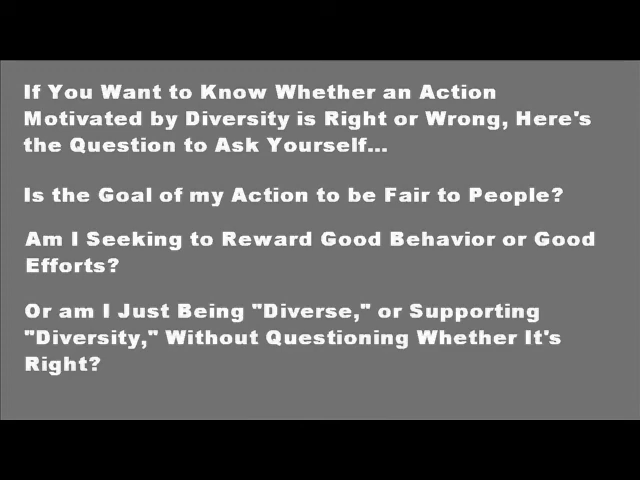 If You Want to Know Whether an Action
Motivated by Diversity is Right or Wrong, Here's
the Question to Ask Yourself...
Is the Goal of my Action to be Fair to People?
Am I Seeking to Reward Good Behavior or Good
Efforts?
Or am I Just Being "Diverse," or Supporting
"Diversity," Without Questioning Whether It's
Right?